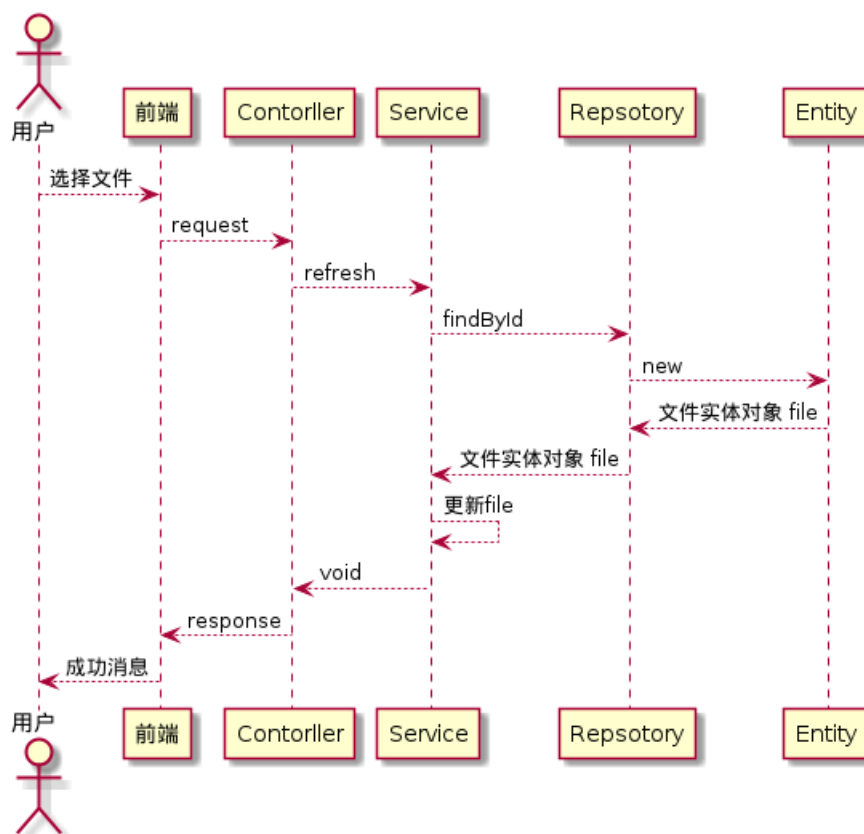 用户
前端
Contorller
Service
Repsotory
Entity
选择文件
request
refresh
findById
new
文件实体对象 file
文件实体对象 file
更新file
void
response
成功消息
用户
前端
Contorller
Service
Repsotory
Entity